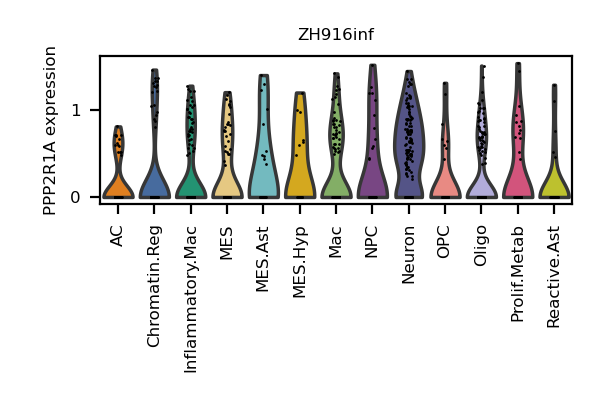 ZH916inf
PPP2R1A expression
1
0
AC
Chromatin.Reg
Inflammatory.Mac
MES
MES.Ast
MES.Hyp
Mac
NPC
Neuron
OPC
Oligo
Prolif.Metab
Reactive.Ast